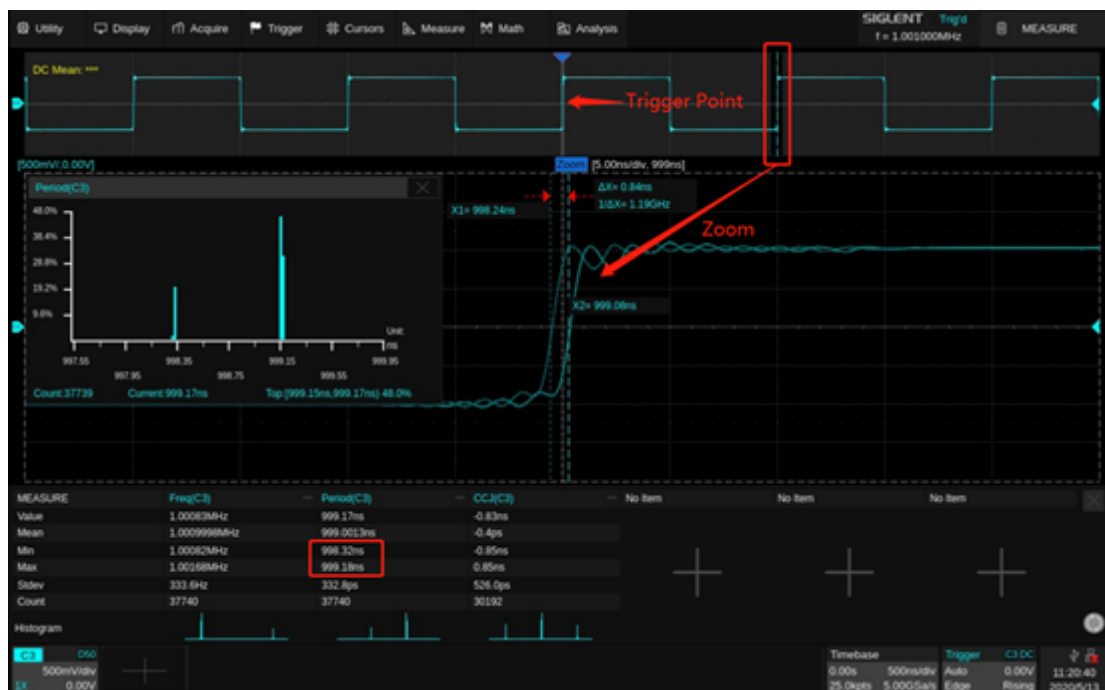 Utility Display Acquire Trigger Cursors Measure Math Analysis SIGLENT Trig'd MEASURE
f = 1.001000MHz
DC Mean: ***
Trigger Point
[500mV/,0.00V] Zoom [5.00ns/div, 999ns]
Period(C3)
ΔX= 0.84ns
1/ΔX= 1.19GHz
X1= 998.24ns
Zoom
X2= 999.08ns
48.0%
38.4%
28.8%
19.2%
9.6%
Unit:
ns
997.55 998.35 999.15 999.95
997.95 998.75 999.55
Count:37739 Current:999.17ns Top:[999.15ns,999.17ns) 48.0%
MEASURE Freq(C3) Period(C3) CCJ(C3) No Item No Item No Item
Value 1.00083MHz 999.17ns -0.83ns
Mean 1.0009998MHz 999.0013ns -0.4ps
Min 1.00082MHz 998.32ns -0.85ns
Max 1.00168MHz 999.18ns 0.85ns
Stdev 333.6Hz 332.8ps 526.0ps
Count 37740 37740 30192
Histogram
C3 D50 Timebase Trigger C3 DC
500mV/div 0.00s 500ns/div Auto 0.00V 11:20:40
1X 0.00V 25.0kpts 5.00GSa/s Edge Rising 2020/5/13